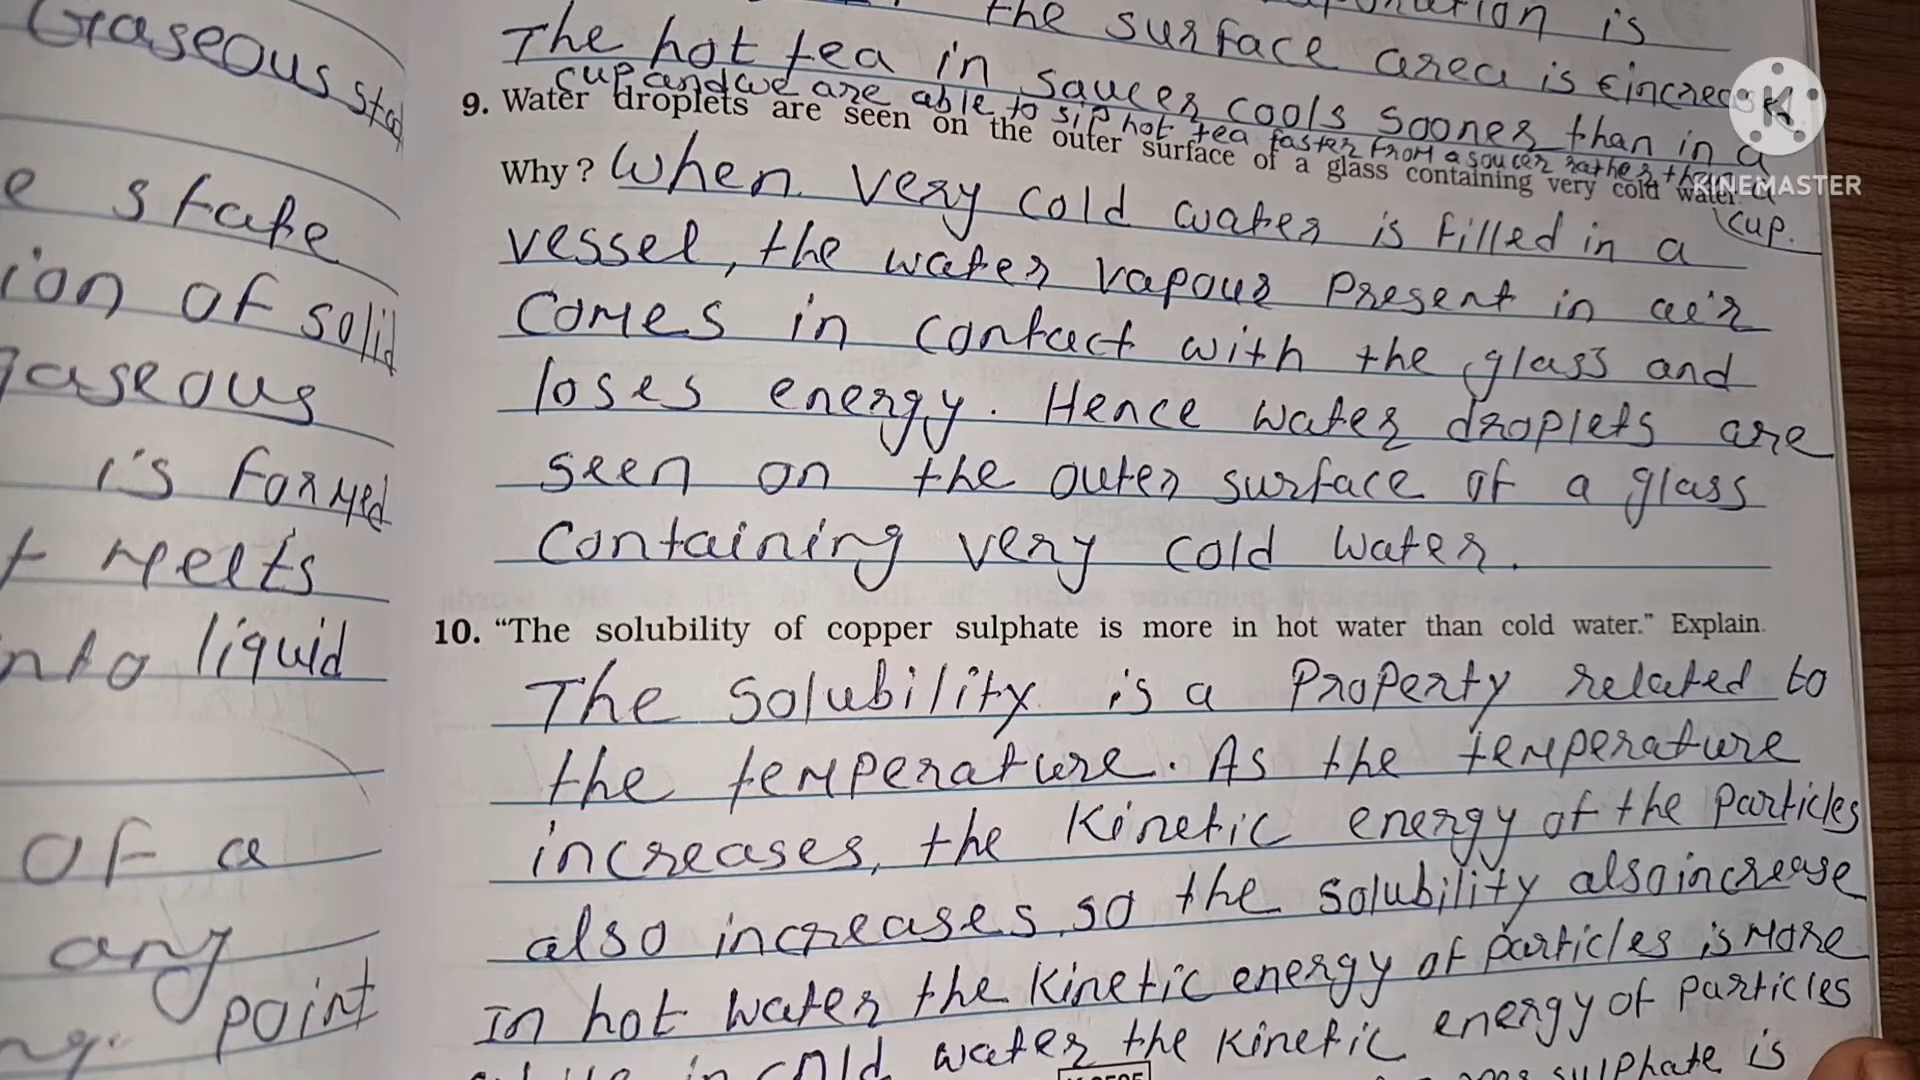 Gaseous
e state
ion of solid
gaseous
is formed
t melts
nto liquid
of a
any
point
the surface area is increa
The hot tea in saucer cools sooner than in a
cup and we are able to sip hot tea faster from a saucer rather than a
cup.
9. Water droplets are seen on the outer surface of a glass containing very cold water.
Why? When very cold water is filled in a
vessel, the water vapour present in air
comes in contact with the glass and
loses energy. Hence water droplets are
seen on the outer surface of a glass
containing very cold water.
10. "The solubility of copper sulphate is more in hot water than cold water." Explain.
The solubility is a property related to
the temperature. As the temperature
increases, the kinetic energy of the particles
also increases so the solubility also increase
In hot water the kinetic energy of particles is more
in cold water the kinetic energy of particles
sulphate is
KINEMASTER